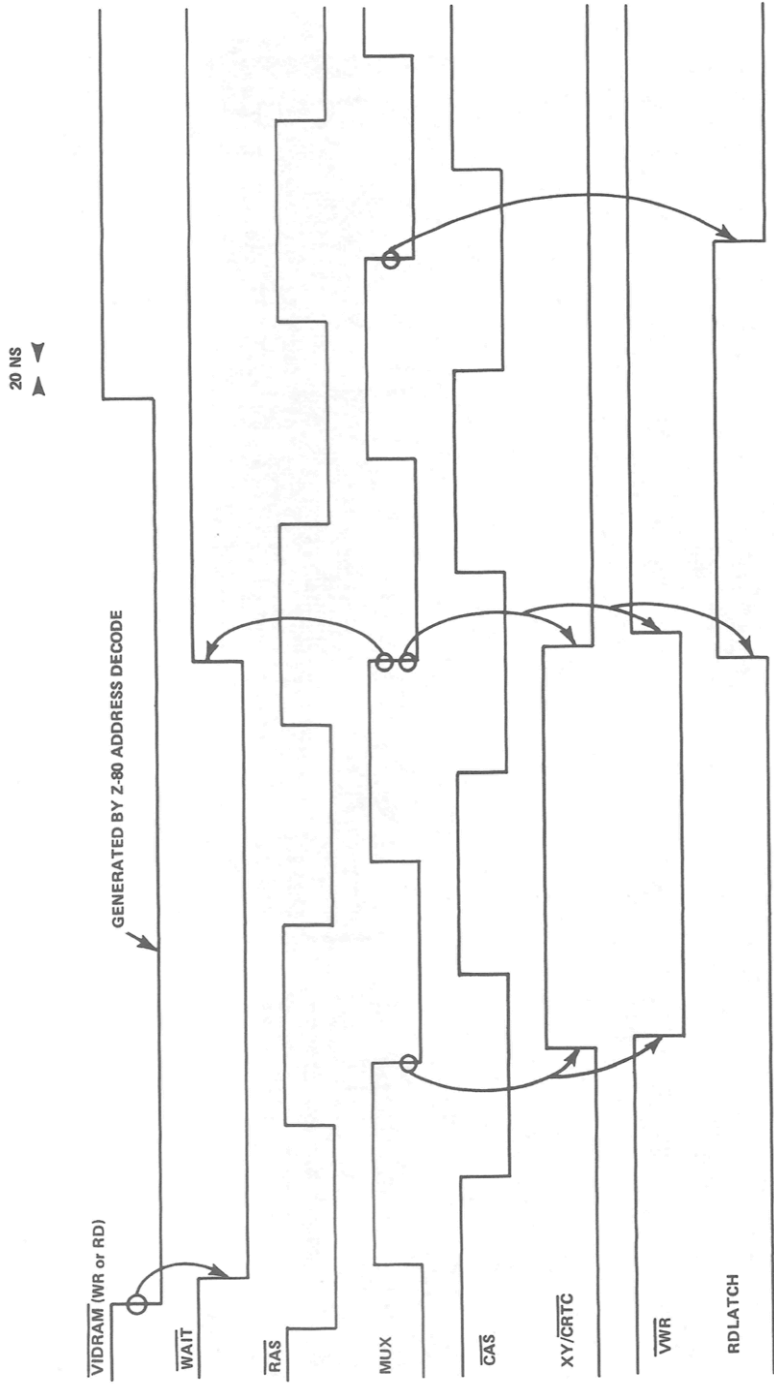 20 NS
GENERATED BY Z-80 ADDRESS DECODE
VIDRAM (WR or RD)
WAIT
RAS
MUX
CAS
XY/CRTC
VWR
RDLATCH